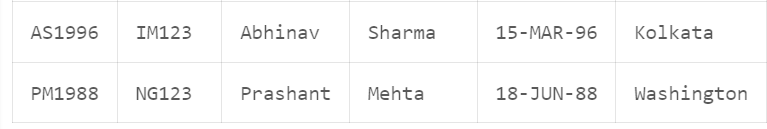 AS1996 IM123 Abhinav Sharma 15-MAR-96 Kolkata
PM1988 NG123 Prashant Mehta 18-JUN-88 Washington